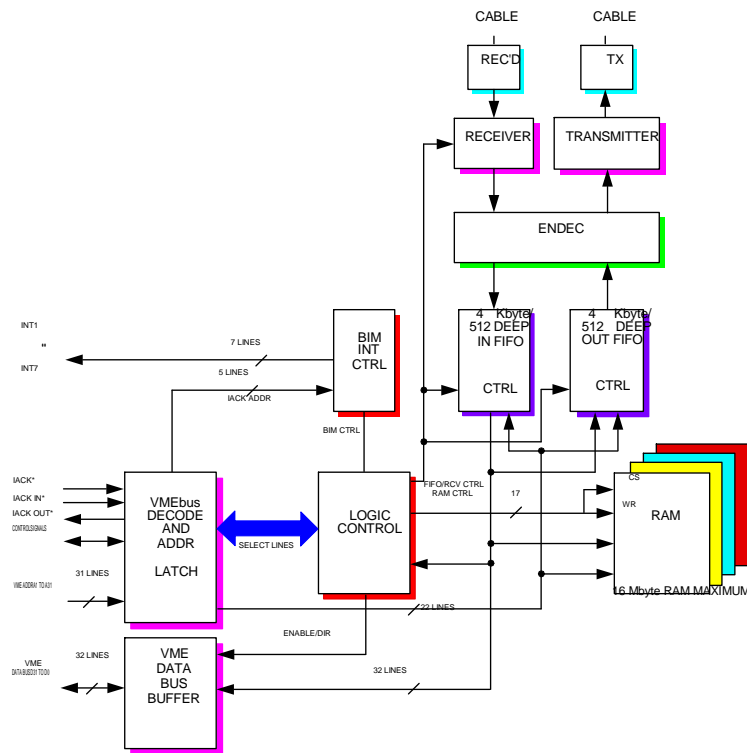 CABLE
CABLE
REC'D
TX
RECEIVER
TRANSMITTER
ENDEC
4 Kbyte/
512 DEEP
IN FIFO
CTRL
4 Kbyte/
512 DEEP
OUT FIFO
CTRL
INT1
"
INT7
7 LINES
5 LINES
IACK ADDR
BIM
INT
CTRL
BIM CTRL
IACK*
IACK IN*
IACK OUT*
CONTROLSIGNALS
31 LINES
VME ADDRA1 TO A31
VMEbus
DECODE
AND
ADDR
LATCH
SELECT LINES
LOGIC
CONTROL
FIFO/RCV CTRL
RAM CTRL
17
CS
WR
RAM
16 Mbyte RAM MAXIMUM
22 LINES
ENABLE/DIR
32 LINES
VME
DATA BUS D31 TO D0
32 LINES
VME
DATA
BUS
BUFFER